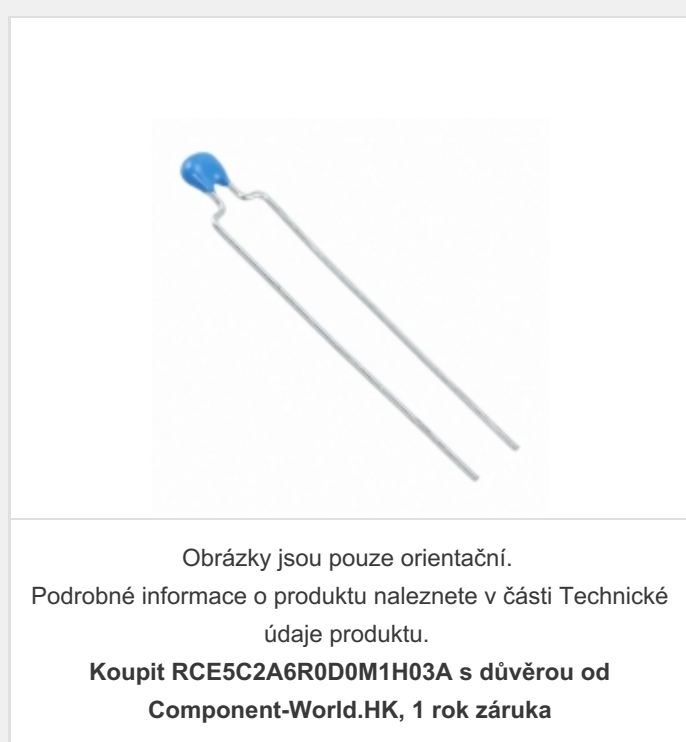 Obrázky jsou pouze orientační.
Podrobné informace o produktu naleznete v části Technické
údaje produktu.
Koupit RCE5C2A6R0D0M1H03A s důvěrou od
Component-World.HK, 1 rok záruka